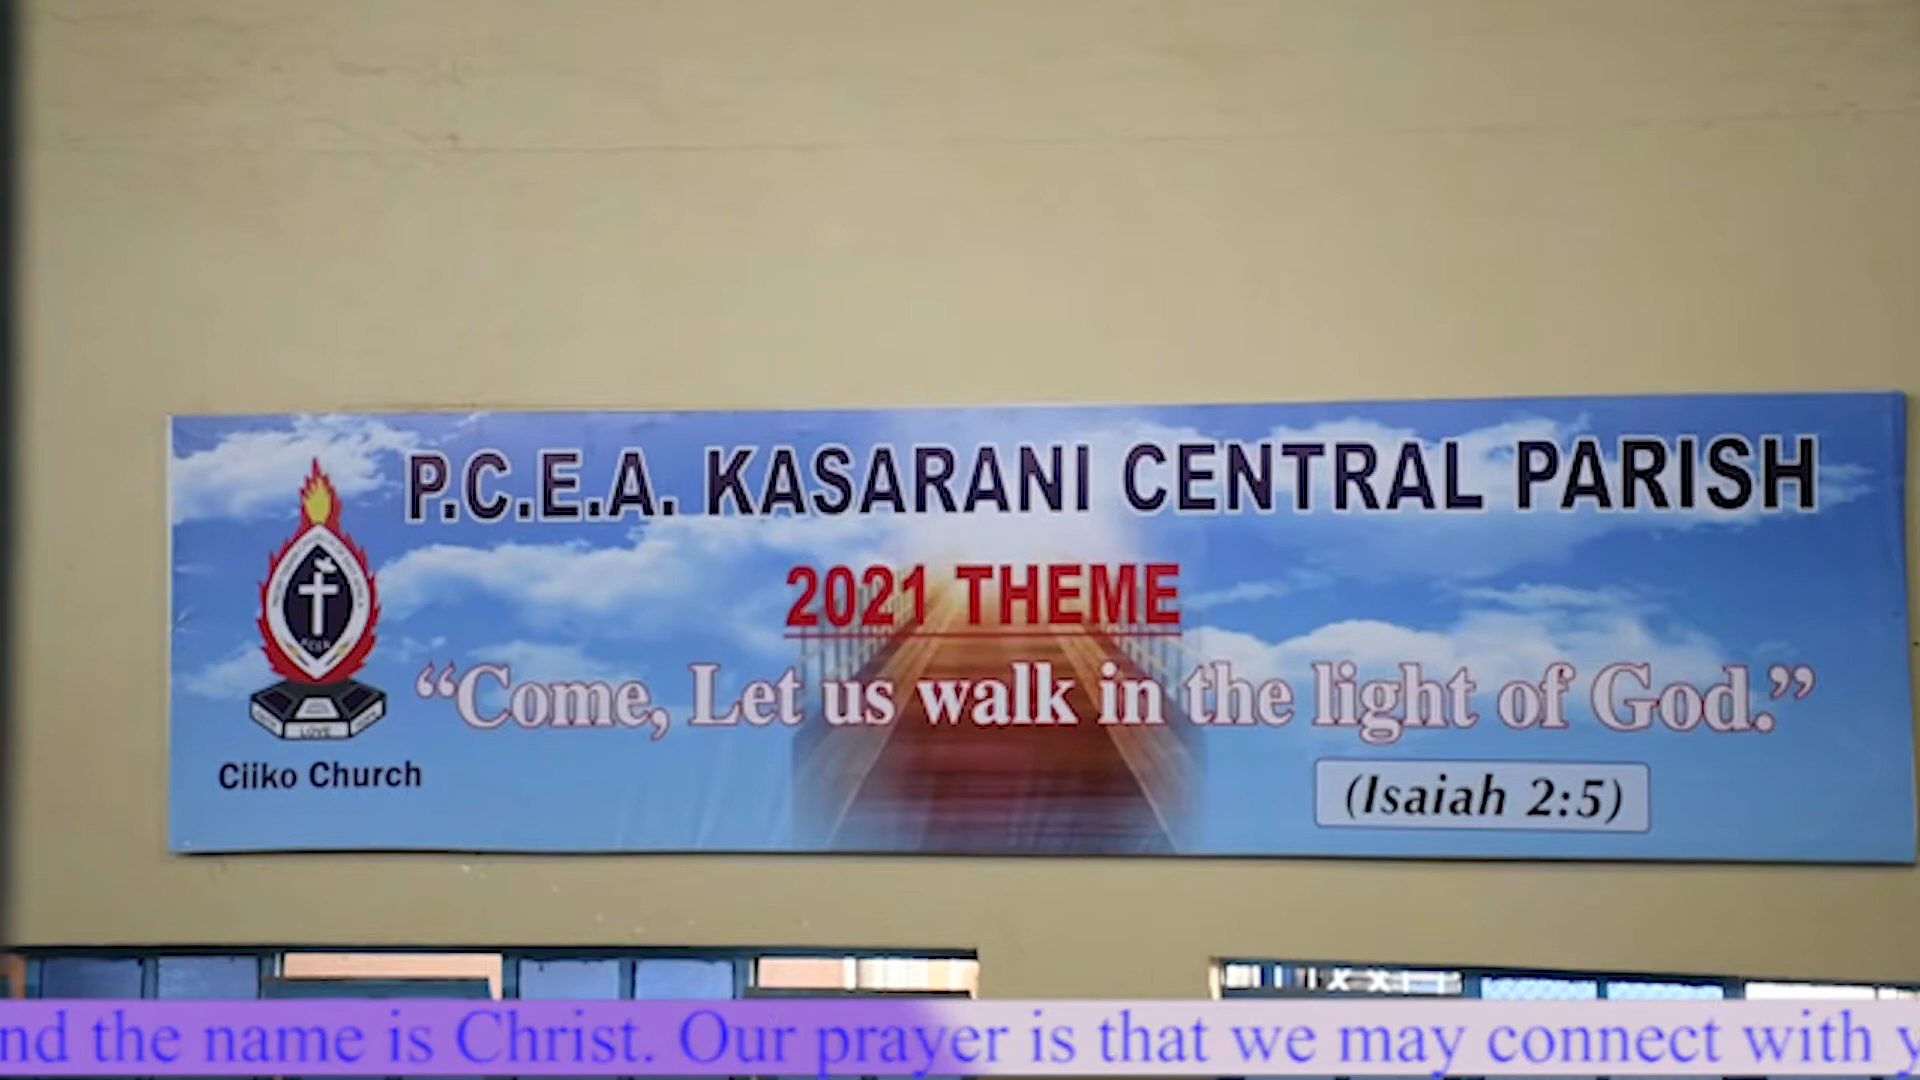 P.C.E.A. KASARANI CENTRAL PARISH
2021 THEME
“Come, Let us walk in the light of God.”
(Isaiah 2:5)
LOVE
Ciiko Church
nd the name is Christ. Our prayer is that we may connect with y